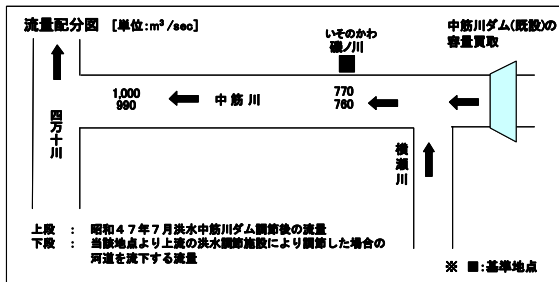 流量配分図 [単位:m³/sec]
いそのかわ
磯ノ川
中筋川ダム(既設)の
容量買取
1,000
990
中筋川
770
760
四万十川
横瀬川
上段 : 昭和47年7月洪水中筋川ダム調節後の流量
下段 : 当該地点より上流の洪水調節施設により調節した場合の
河道を流下する流量
※ ■:基準地点